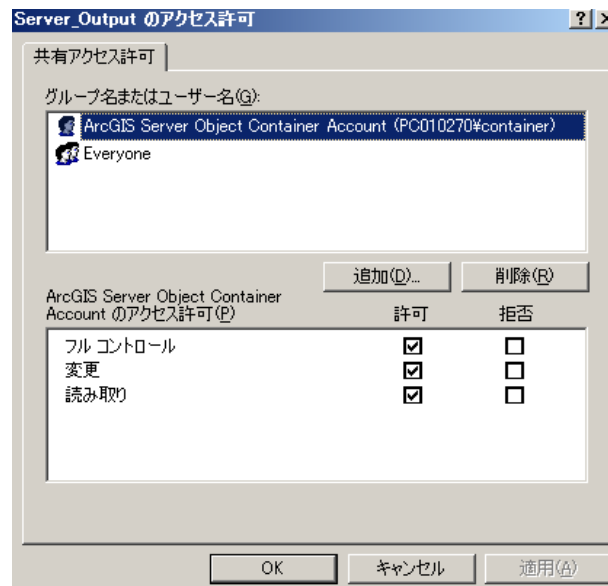 Server_Output のアクセス許可
共有アクセス許可
グループ名またはユーザー名(G):
ArcGIS Server Object Container Account (PC010270¥container)
Everyone
追加(D)...
削除(R)
ArcGIS Server Object Container
Account のアクセス許可(P)
許可
拒否
フル コントロール
変更
読み取り
OK
キャンセル
適用(A)